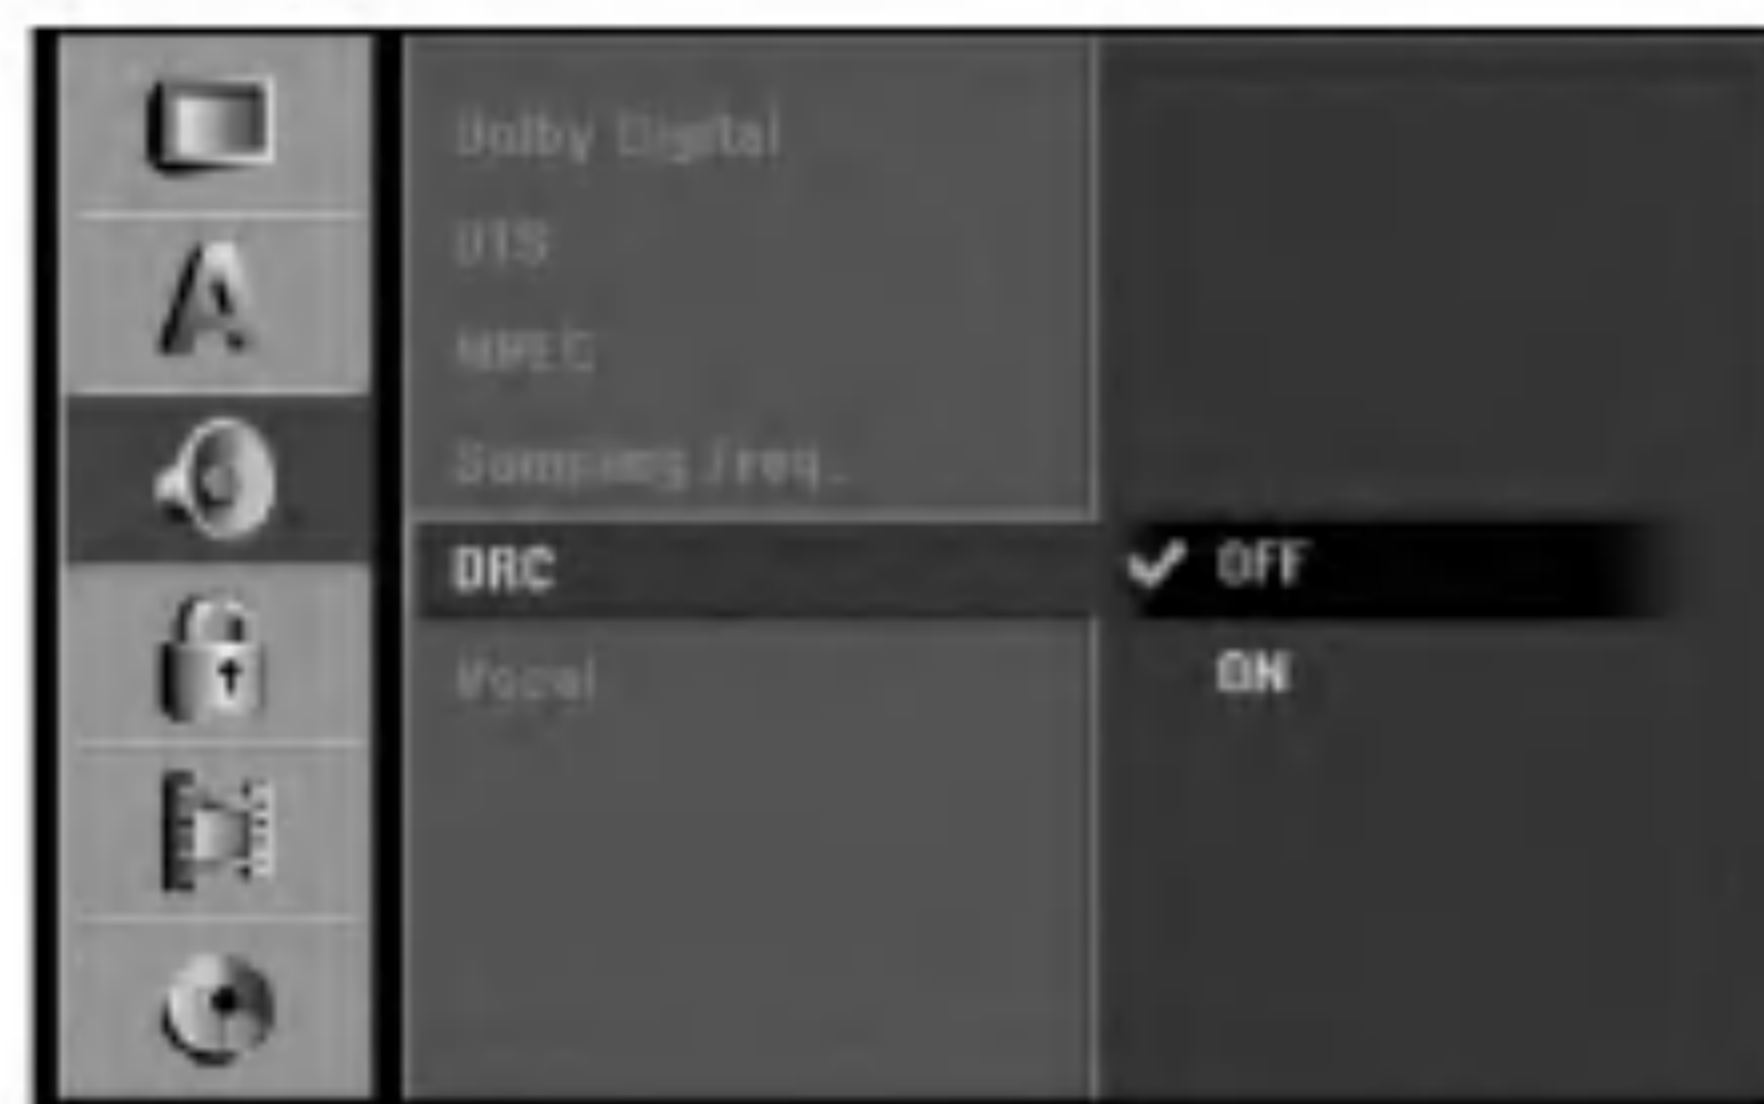 Dolby Digital
DTS
MPEG
Sampling Freq.
DRC
OFF
ON
Vocal